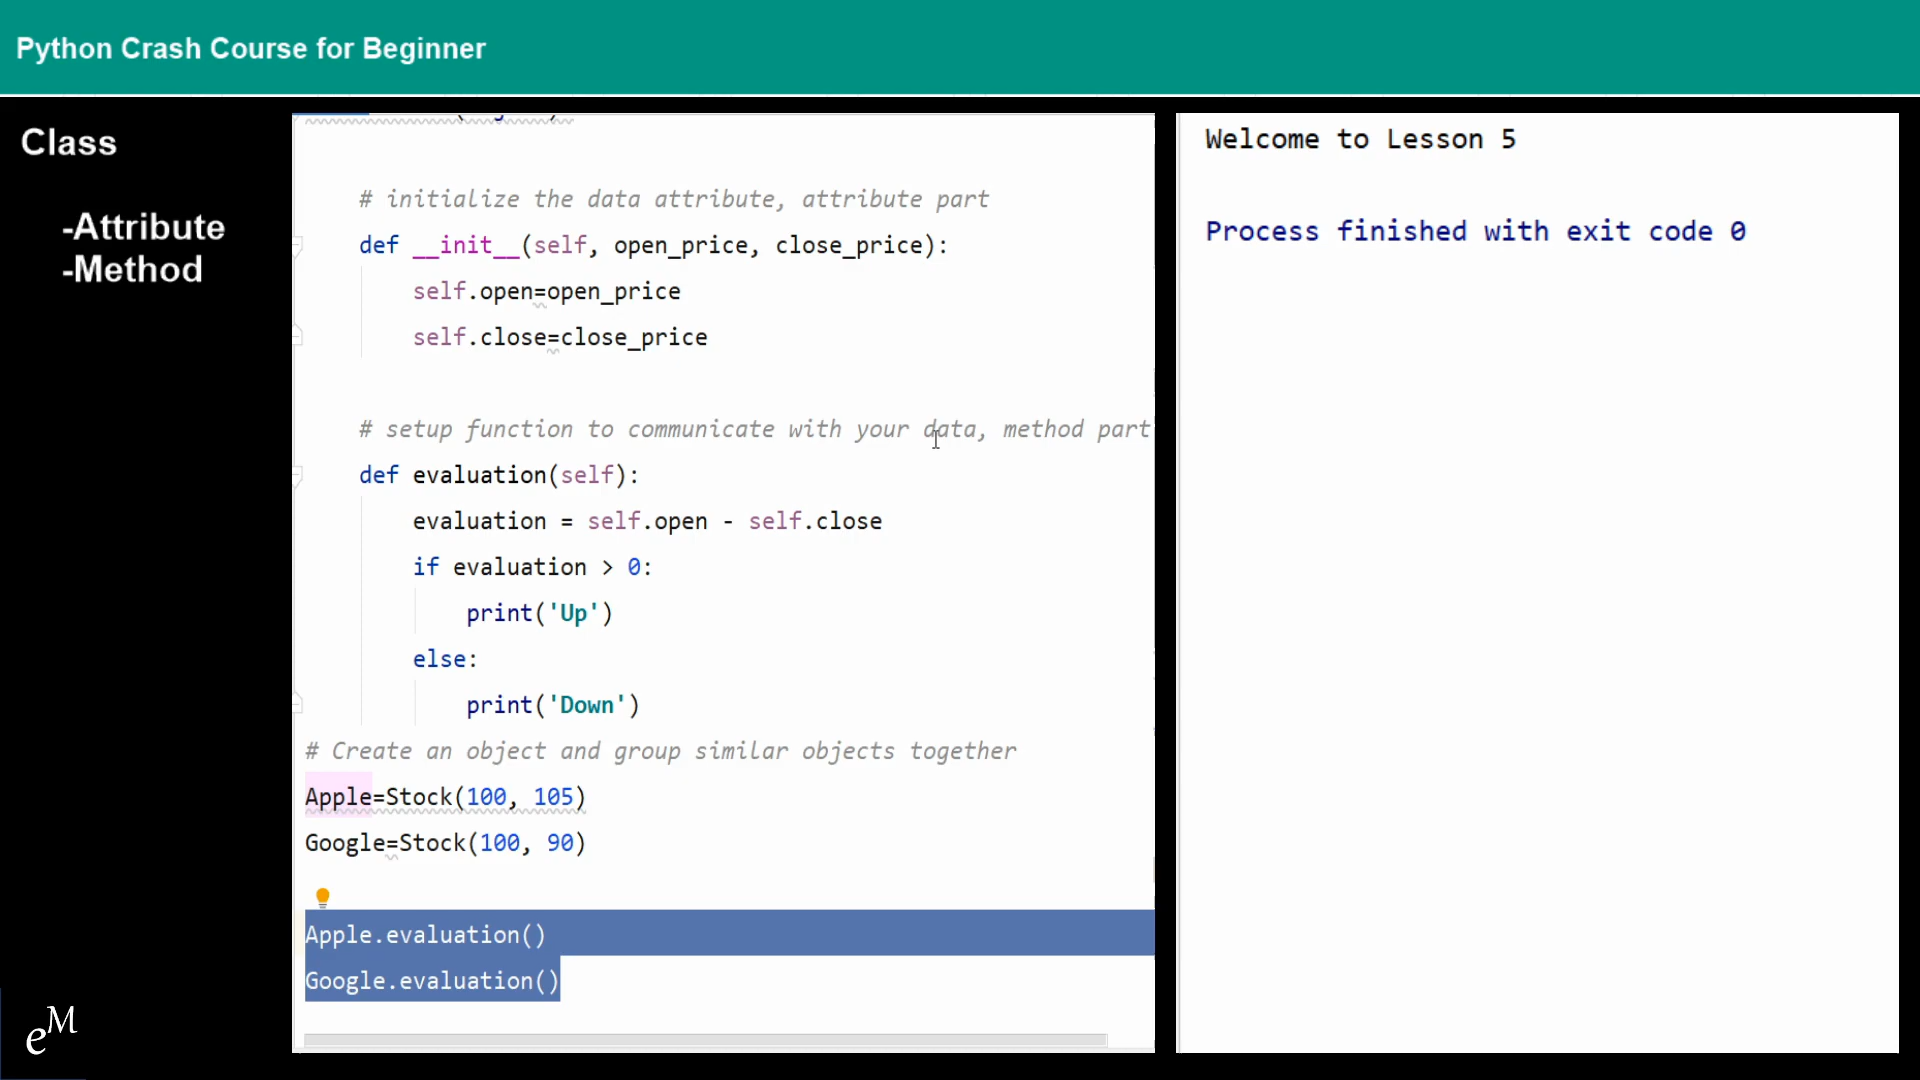 Python Crash Course for Beginner
Class
-Attribute
-Method
# initialize the data attribute, attribute part
def __init__(self, open_price, close_price):
self.open=open_price
self.close=close_price
# setup function to communicate with your data, method part
def evaluation(self):
evaluation = self.open - self.close
if evaluation > 0:
print('Up')
else:
print('Down')
# Create an object and group similar objects together
Apple=Stock(100, 105)
Google=Stock(100, 90)
Apple.evaluation()
Google.evaluation()
Welcome to Lesson 5
Process finished with exit code 0
eM